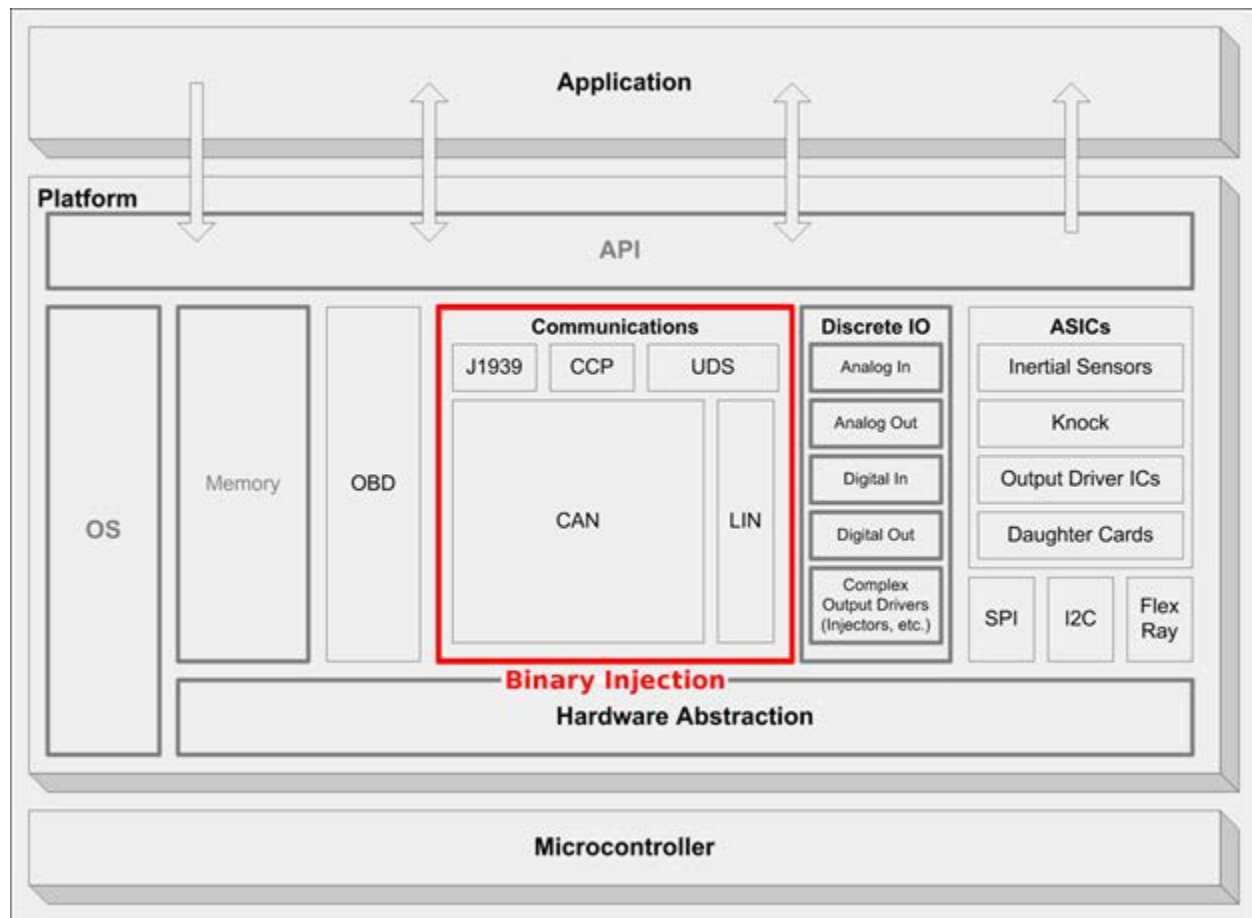 Application
Platform
API
OS
Memory
OBD
Communications
J1939
CCP
UDS
CAN
LIN
Discrete IO
Analog In
Analog Out
Digital In
Digital Out
Complex
Output Drivers
(Injectors, etc.)
ASICs
Inertial Sensors
Knock
Output Driver ICs
Daughter Cards
SPI
I2C
Flex
Ray
Binary Injection
Hardware Abstraction
Microcontroller